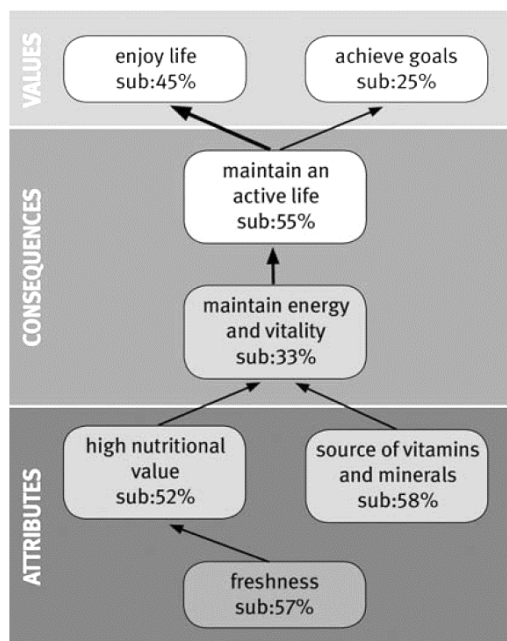 VALUES
enjoy life
sub:45%
achieve goals
sub:25%
CONSEQUENCES
maintain an
active life
sub:55%
maintain energy
and vitality
sub:33%
ATTRIBUTES
high nutritional
value
sub:52%
source of vitamins
and minerals
sub:58%
freshness
sub:57%